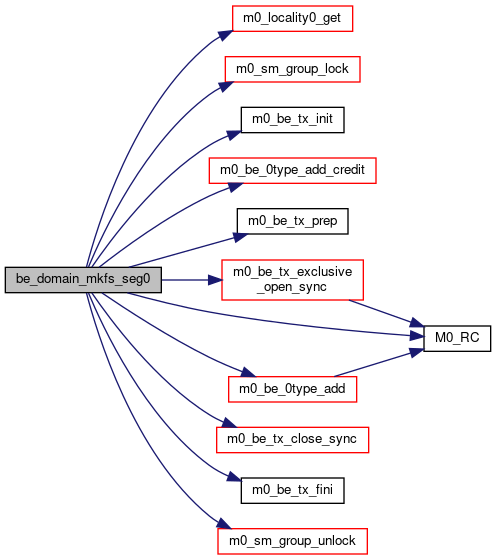 m0_locality0_get
m0_sm_group_lock
m0_be_tx_init
m0_be_0type_add_credit
m0_be_tx_prep
be_domain_mkfs_seg0
m0_be_tx_exclusive
_open_sync
M0_RC
m0_be_0type_add
m0_be_tx_close_sync
m0_be_tx_fini
m0_sm_group_unlock